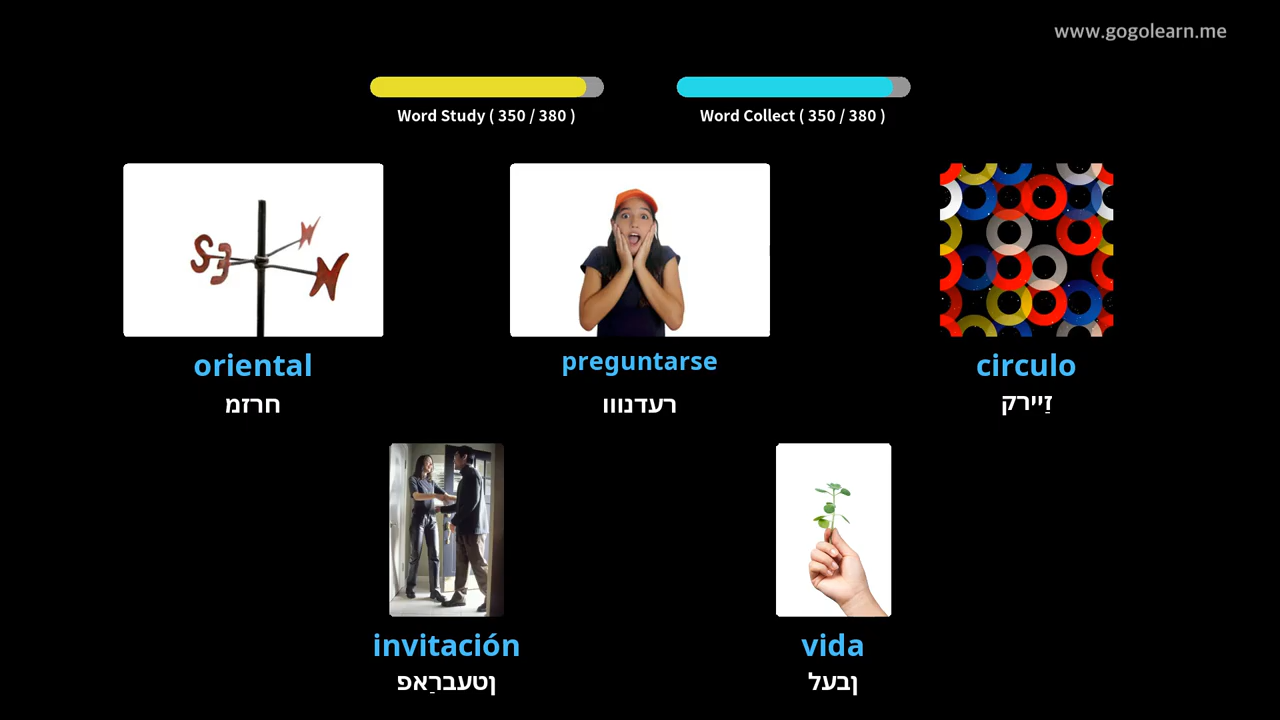 www.gogolearn.me
Word Study ( 350 / 380 )
Word Collect ( 350 / 380 )
oriental
חרזמ
preguntarse
רעדנווו
circulo
זַיירק
invitación
ןטעברַאפ
vida
ןבעל